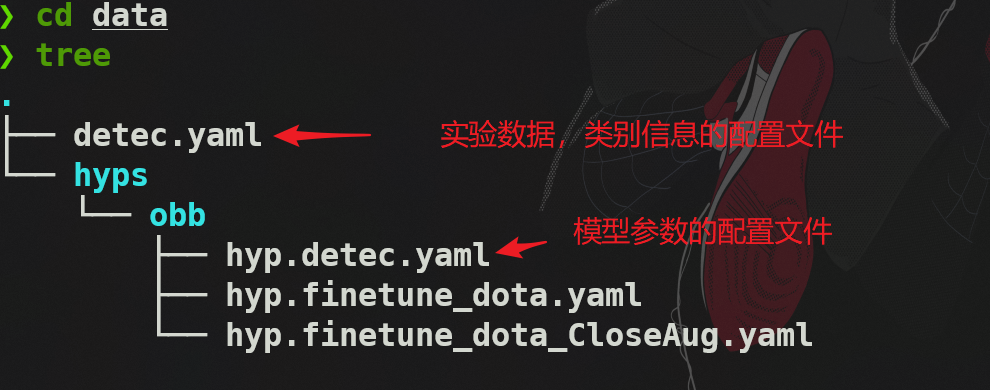 ❯ cd data
❯ tree
.
├── detec.yaml 实验数据，类别信息的配置文件
└── hyps
    └── obb
        ├── hyp.detec.yaml 模型参数的配置文件
        ├── hyp.finetune_dota.yaml
        └── hyp.finetune_dota_CloseAug.yaml